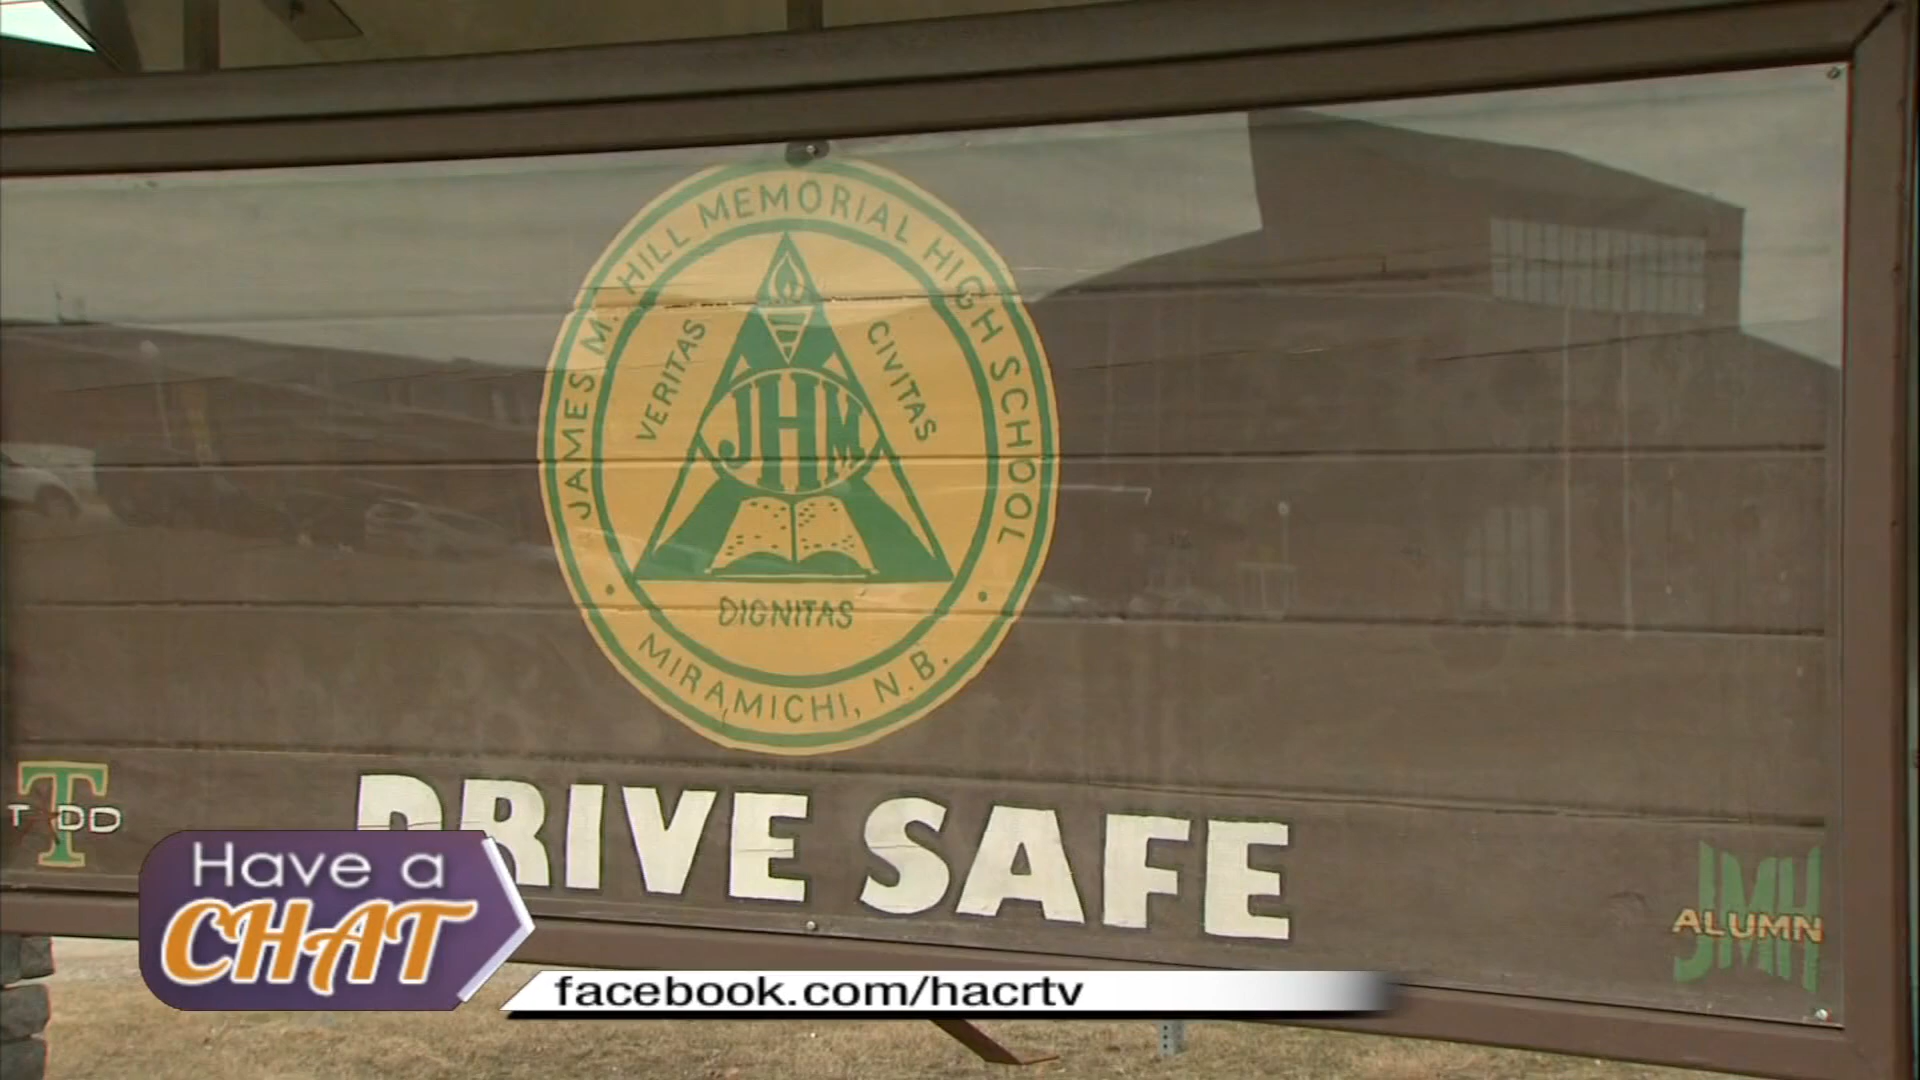 JAMES M. HILL MEMORIAL HIGH SCHOOL
VERITAS
CIVITAS
JHM
DIGNITAS
MIRAMICHI, N.B.
T
TADD
DRIVE SAFE
JMH
ALUMN
Have a
CHAT
facebook.com/hacrtv